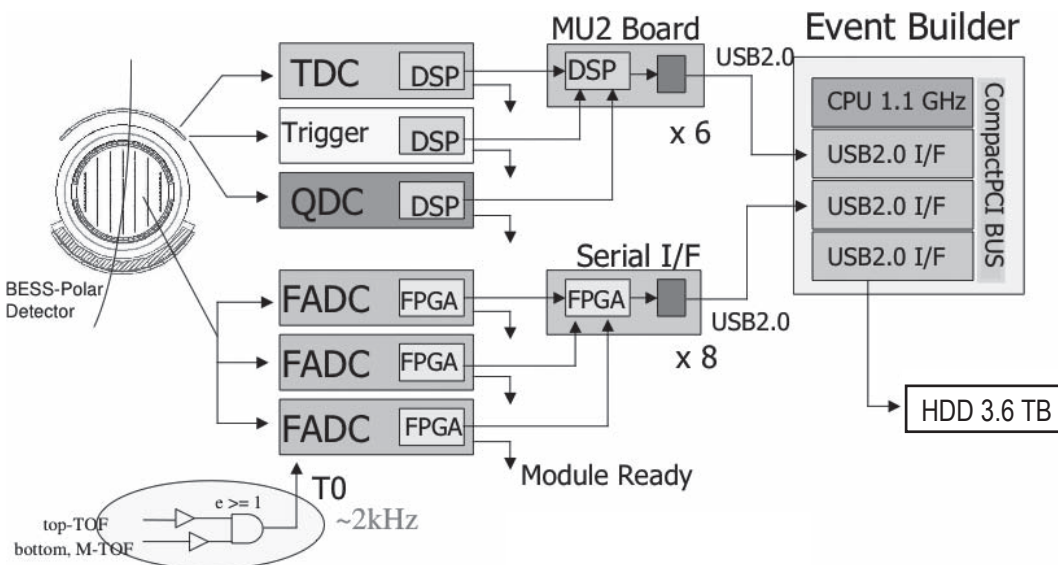 MU2 Board
Event Builder
USB2.0
TDC
DSP
DSP
CPU 1.1 GHz
CompactPCI BUS
Trigger
DSP
x 6
USB2.0 I/F
QDC
DSP
USB2.0 I/F
Serial I/F
USB2.0 I/F
BESS-Polar
Detector
FADC
FPGA
FPGA
USB2.0
FADC
FPGA
x 8
FADC
FPGA
HDD 3.6 TB
Module Ready
T0
~2kHz
e >= 1
top-TOF
bottom, M-TOF